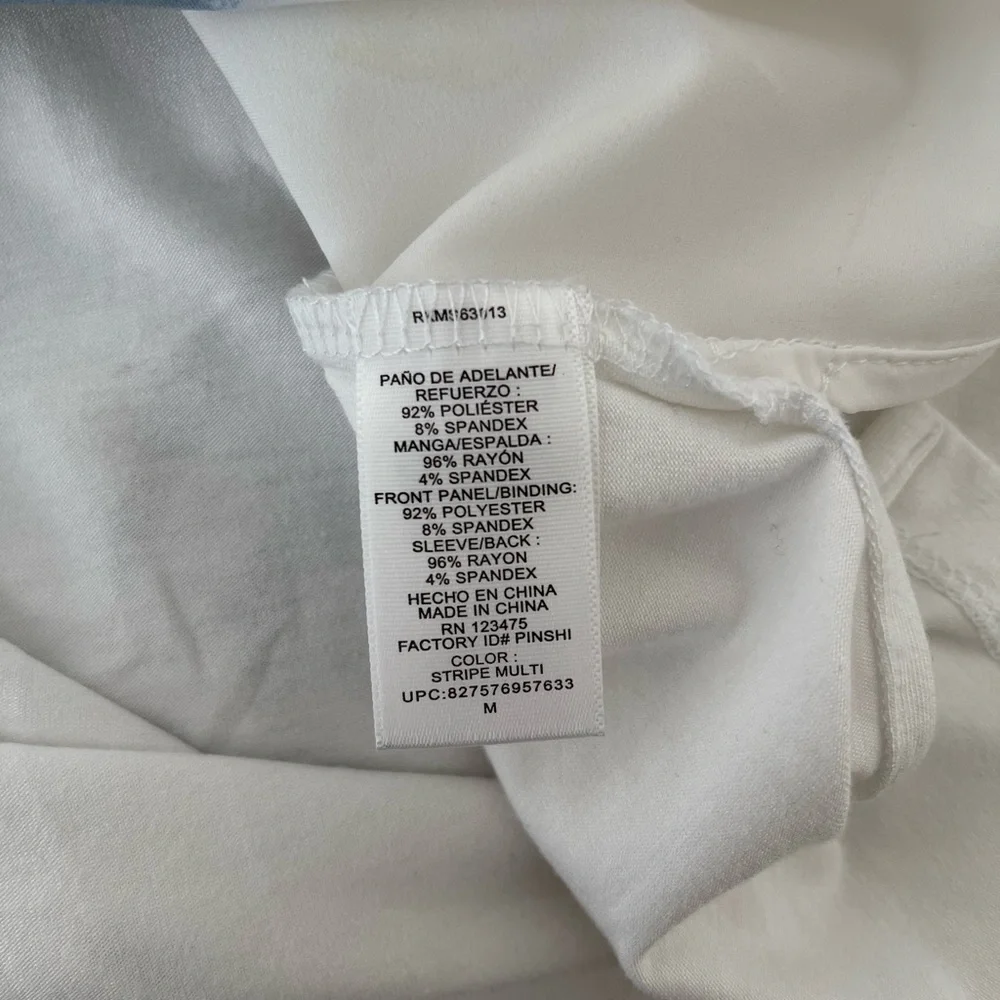 PAÑO DE ADELANTE/
REFUERZO :
92% POLIÉSTER
8% SPANDEX
MANGA/ESPALDA :
96% RAYÓN
4% SPANDEX
FRONT PANEL/BINDING:
92% POLYESTER
8% SPANDEX
SLEEVE/BACK :
96% RAYON
4% SPANDEX
HECHO EN CHINA
MADE IN CHINA
RN 123475
FACTORY ID# PINSHI
COLOR :
STRIPE MULTI
UPC:827576957633
M